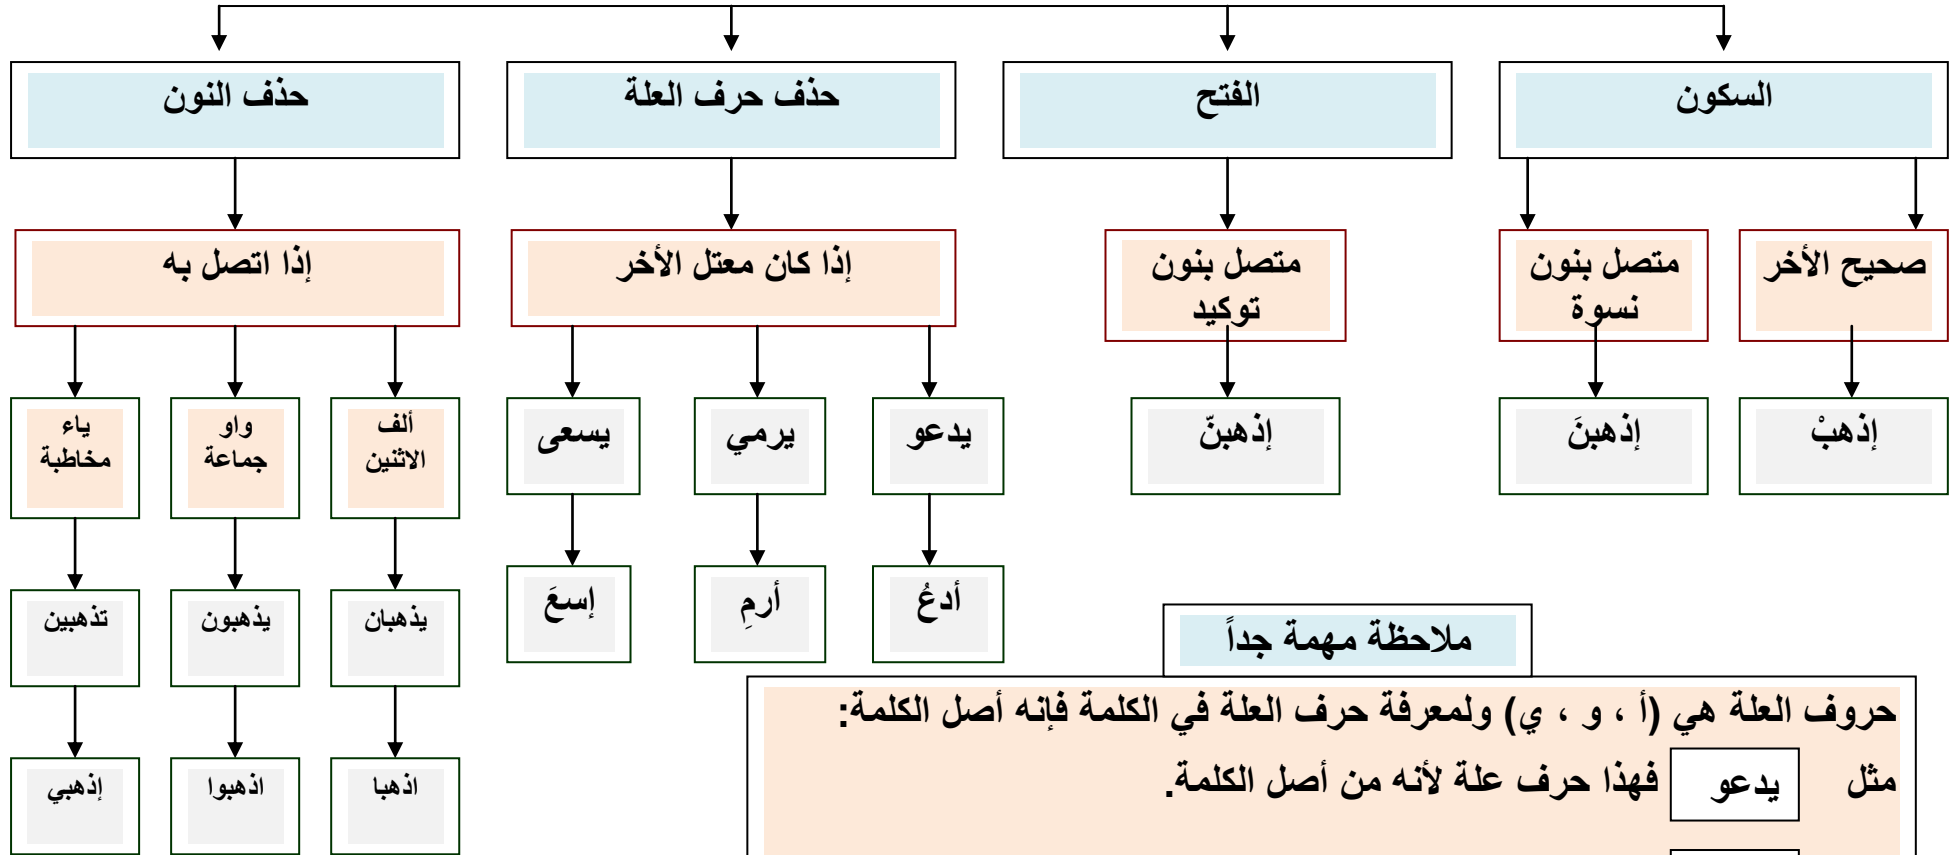 السكون
الفتح
حذف حرف العلة
حذف النون
صحيح الأخر
متصل بنون
نسوة
متصل بنون
توكيد
إذا كان معتل الأخر
إذا اتصل به
إذهبْ
إذهبنَ
إذهبنّ
يدعو
يرمي
يسعى
ألف
الاثنين
واو
جماعة
ياء
مخاطبة
أدعُ
أرمِ
إسعَ
يذهبان
يذهبون
تذهبين
اذهبا
اذهبوا
إذهبي
ملاحظة مهمة جداً
حروف العلة هي (أ ، و ، ي) ولمعرفة حرف العلة في الكلمة فإنه أصل الكلمة:
مثل يدعو فهذا حرف علة لأنه من أصل الكلمة.